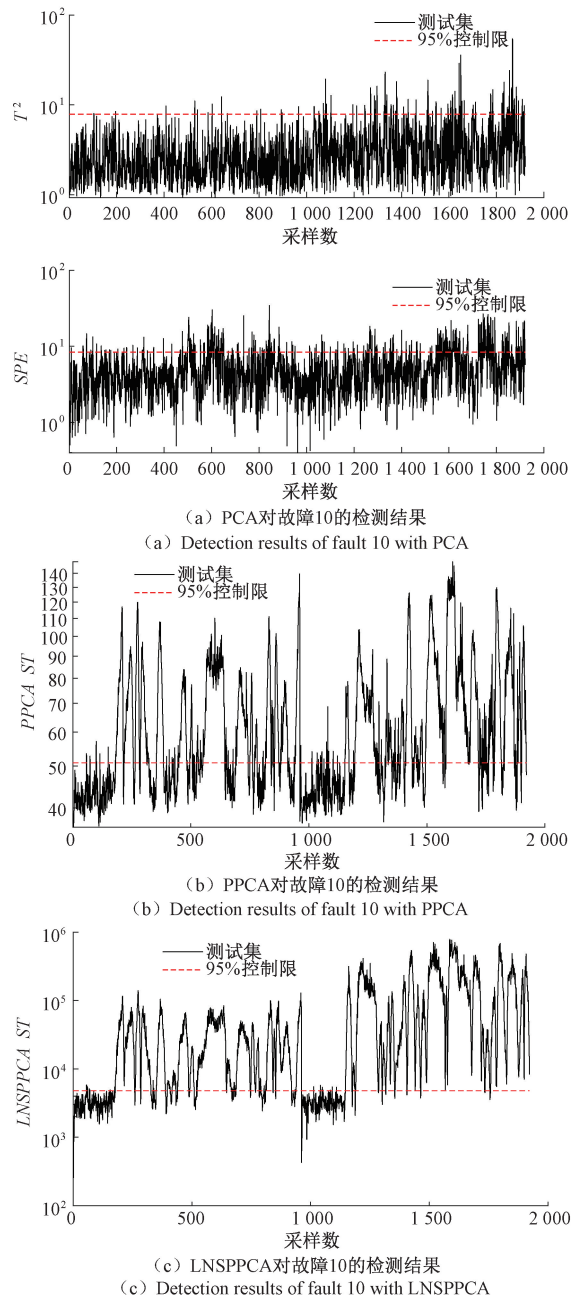 10²
测试集
95%控制限
T²
10¹
10⁰
0 200 400 600 800 1 000 1 200 1 400 1 600 1 800 2 000
采样数
10²
测试集
95%控制限
SPE
10¹
10⁰
0 200 400 600 800 1 000 1 200 1 400 1 600 1 800 2 000
采样数
(a) PCA对故障10的检测结果
(a) Detection results of fault 10 with PCA
140
130
120
110
100
90
80
70
60
50
40
测试集
95%控制限
PPCA ST
0 500 1 000 1 500 2 000
采样数
(b) PPCA对故障10的检测结果
(b) Detection results of fault 10 with PPCA
10⁶
测试集
95%控制限
10⁵
LNSPPCA ST
10⁴
10³
10²
0 500 1 000 1 500 2 000
采样数
(c) LNSPPCA对故障10的检测结果
(c) Detection results of fault 10 with LNSPPCA